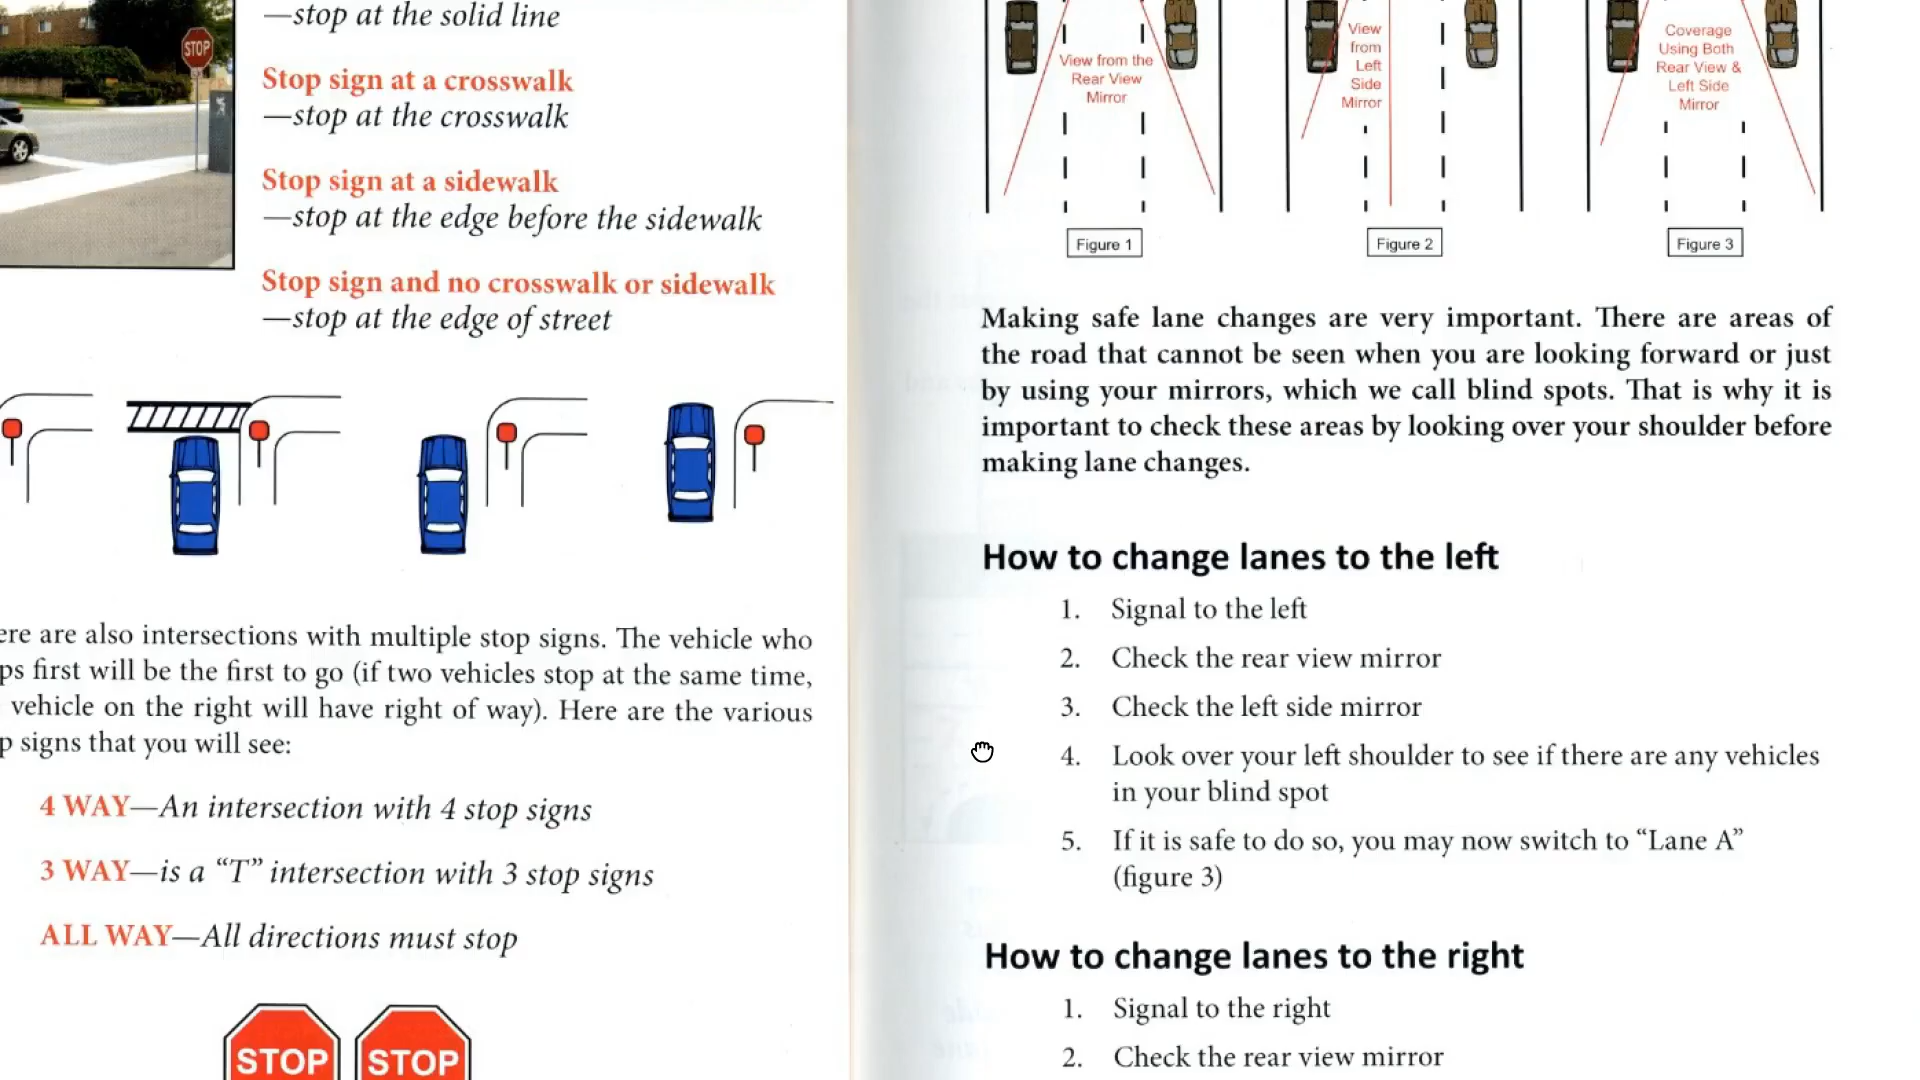 —stop at the solid line
Stop sign at a crosswalk
—stop at the crosswalk
Stop sign at a sidewalk
—stop at the edge before the sidewalk
Stop sign and no crosswalk or sidewalk
—stop at the edge of street
STOP
ere are also intersections with multiple stop signs. The vehicle who
ps first will be the first to go (if two vehicles stop at the same time,
vehicle on the right will have right of way). Here are the various
p signs that you will see:
4 WAY—An intersection with 4 stop signs
3 WAY—is a “T” intersection with 3 stop signs
ALL WAY—All directions must stop
STOP
STOP
View from the
Rear View
Mirror
Figure 1
View
from
Left
Side
Mirror
Figure 2
Coverage
Using Both
Rear View &
Left Side
Mirror
Figure 3
Making safe lane changes are very important. There are areas of
the road that cannot be seen when you are looking forward or just
by using your mirrors, which we call blind spots. That is why it is
important to check these areas by looking over your shoulder before
making lane changes.
How to change lanes to the left
1. Signal to the left
2. Check the rear view mirror
3. Check the left side mirror
4. Look over your left shoulder to see if there are any vehicles
in your blind spot
5. If it is safe to do so, you may now switch to “Lane A”
(figure 3)
How to change lanes to the right
1. Signal to the right
2. Check the rear view mirror